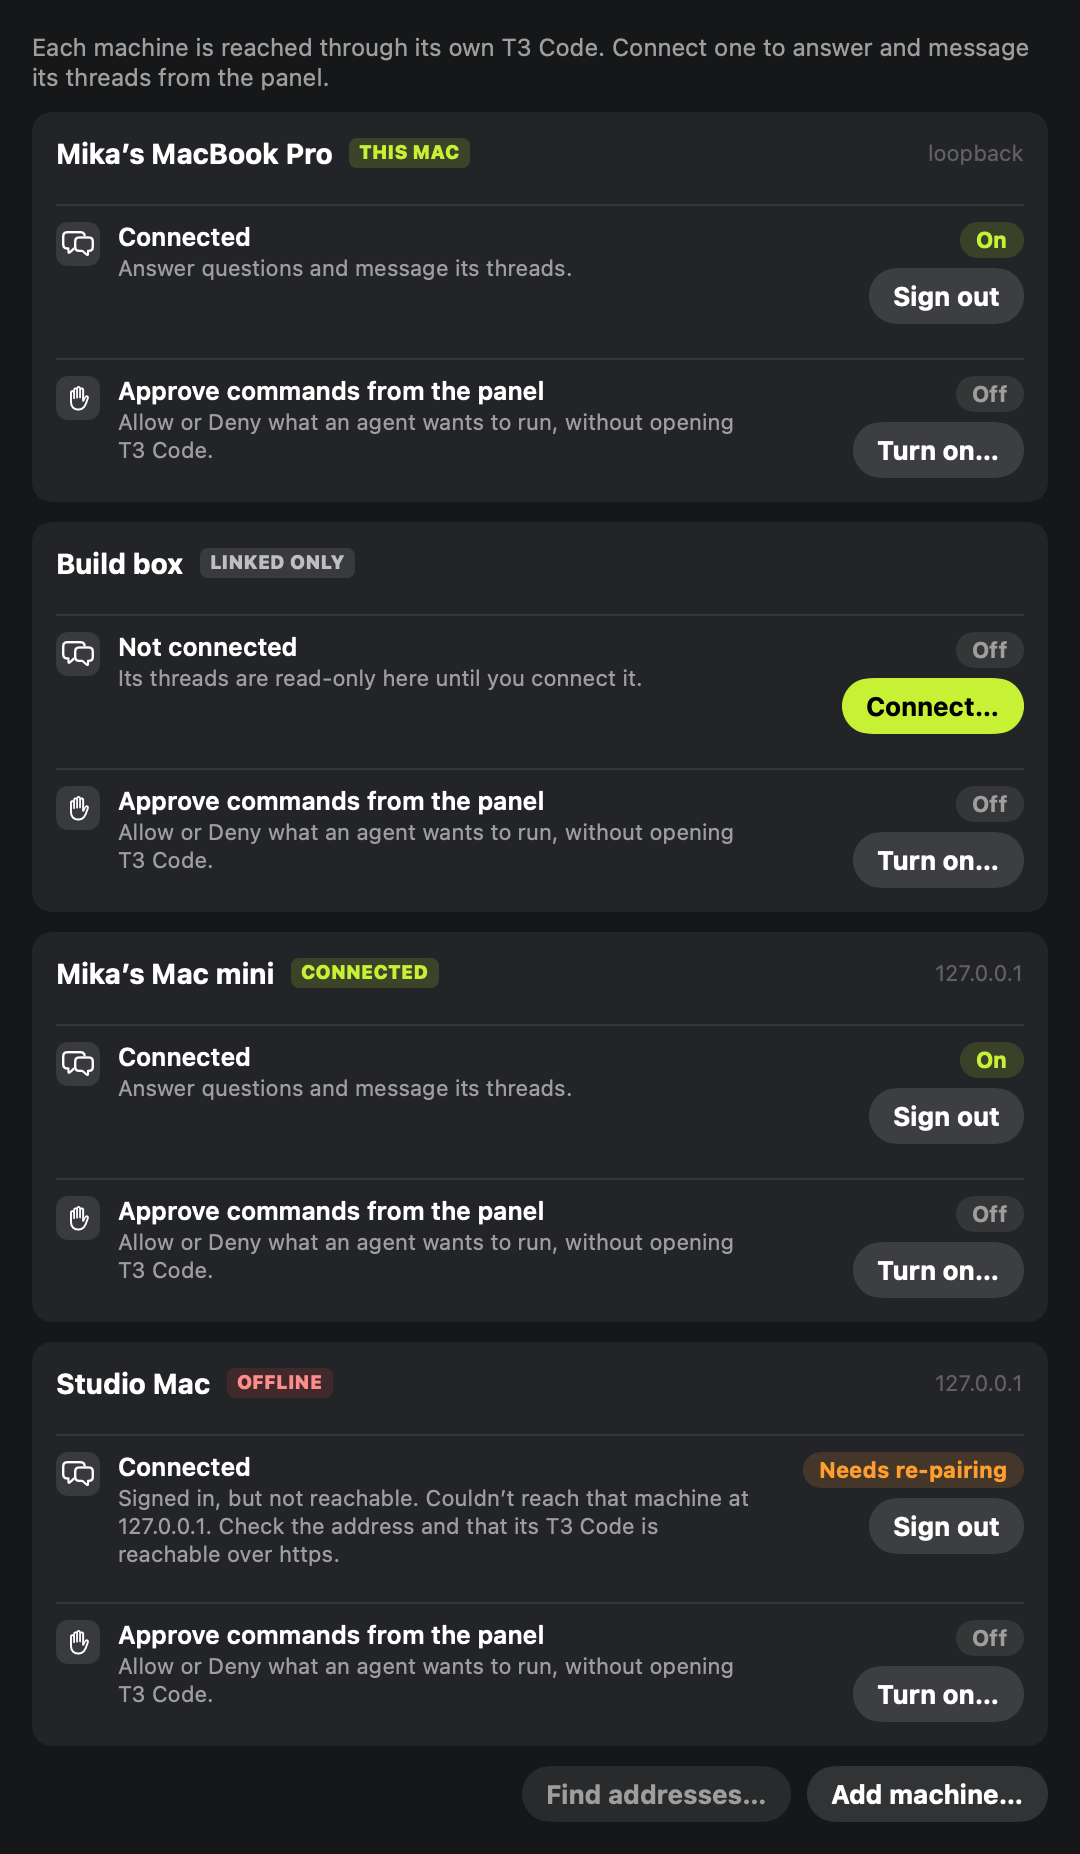 Each machine is reached through its own T3 Code. Connect one to answer and message
its threads from the panel.
Mika’s MacBook Pro THIS MAC loopback
Connected On
Answer questions and message its threads.
Sign out
Approve commands from the panel Off
Allow or Deny what an agent wants to run, without opening
T3 Code.
Turn on...
Build box LINKED ONLY
Not connected Off
Its threads are read-only here until you connect it.
Connect...
Approve commands from the panel Off
Allow or Deny what an agent wants to run, without opening
T3 Code.
Turn on...
Mika’s Mac mini CONNECTED 127.0.0.1
Connected On
Answer questions and message its threads.
Sign out
Approve commands from the panel Off
Allow or Deny what an agent wants to run, without opening
T3 Code.
Turn on...
Studio Mac OFFLINE 127.0.0.1
Connected Needs re-pairing
Signed in, but not reachable. Couldn’t reach that machine at
127.0.0.1. Check the address and that its T3 Code is
reachable over https.
Sign out
Approve commands from the panel Off
Allow or Deny what an agent wants to run, without opening
T3 Code.
Turn on...
Find addresses... Add machine...